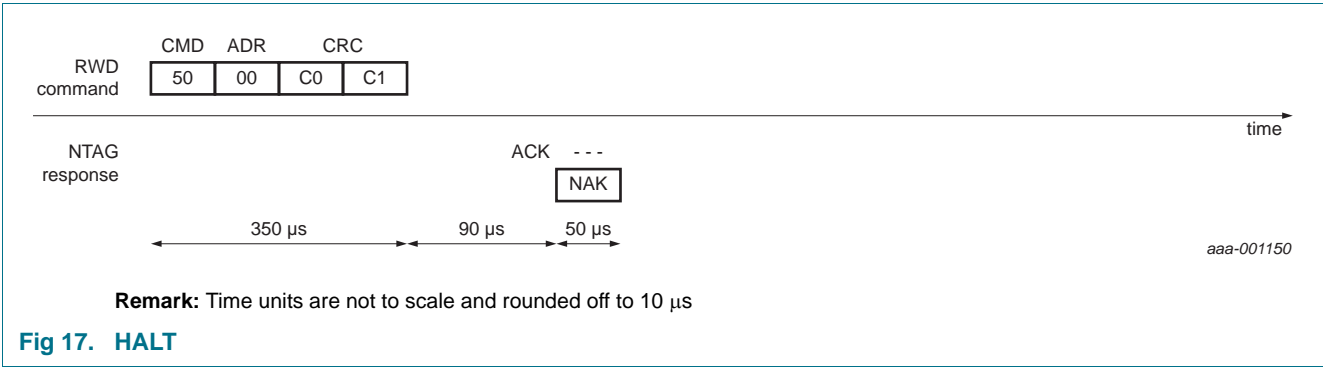 CMD ADR CRC
RWD
command
50 00 C0 C1
time
NTAG
response
ACK - - -
NAK
350 µs 90 µs 50 µs
aaa-001150
Remark: Time units are not to scale and rounded off to 10 µs
Fig 17. HALT